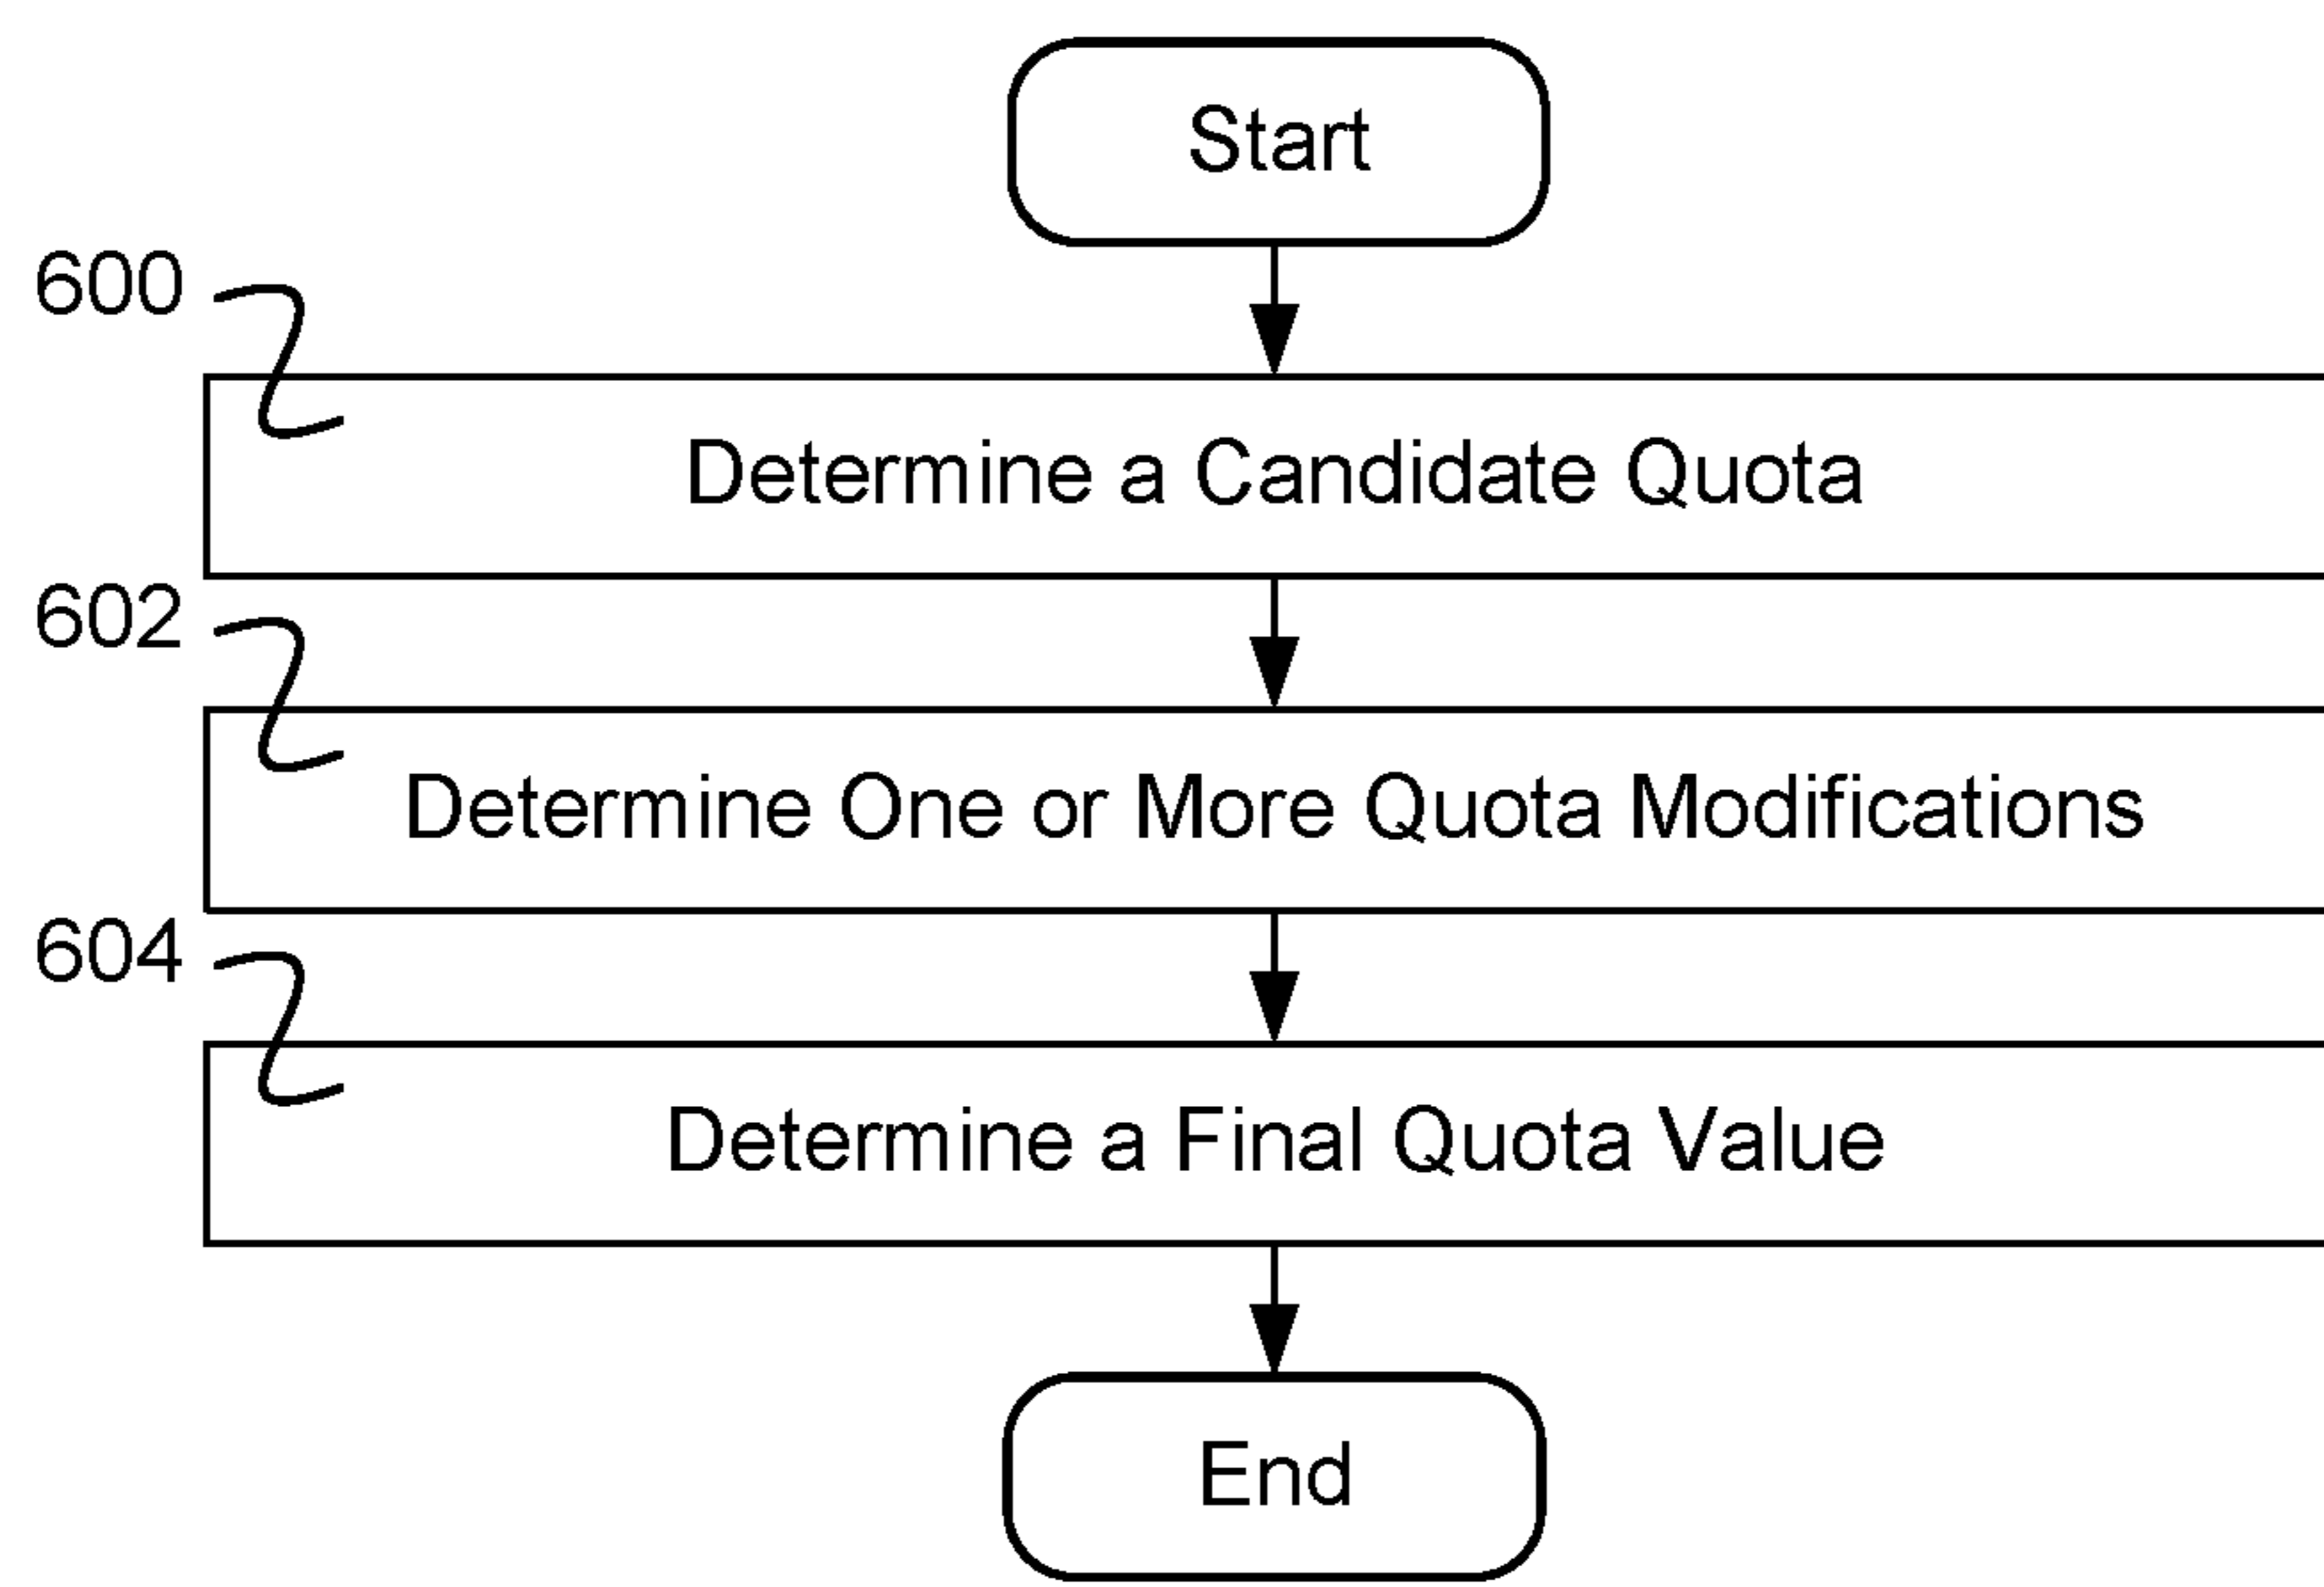 Start
600
Determine a Candidate Quota
602
Determine One or More Quota Modifications
604
Determine a Final Quota Value
End